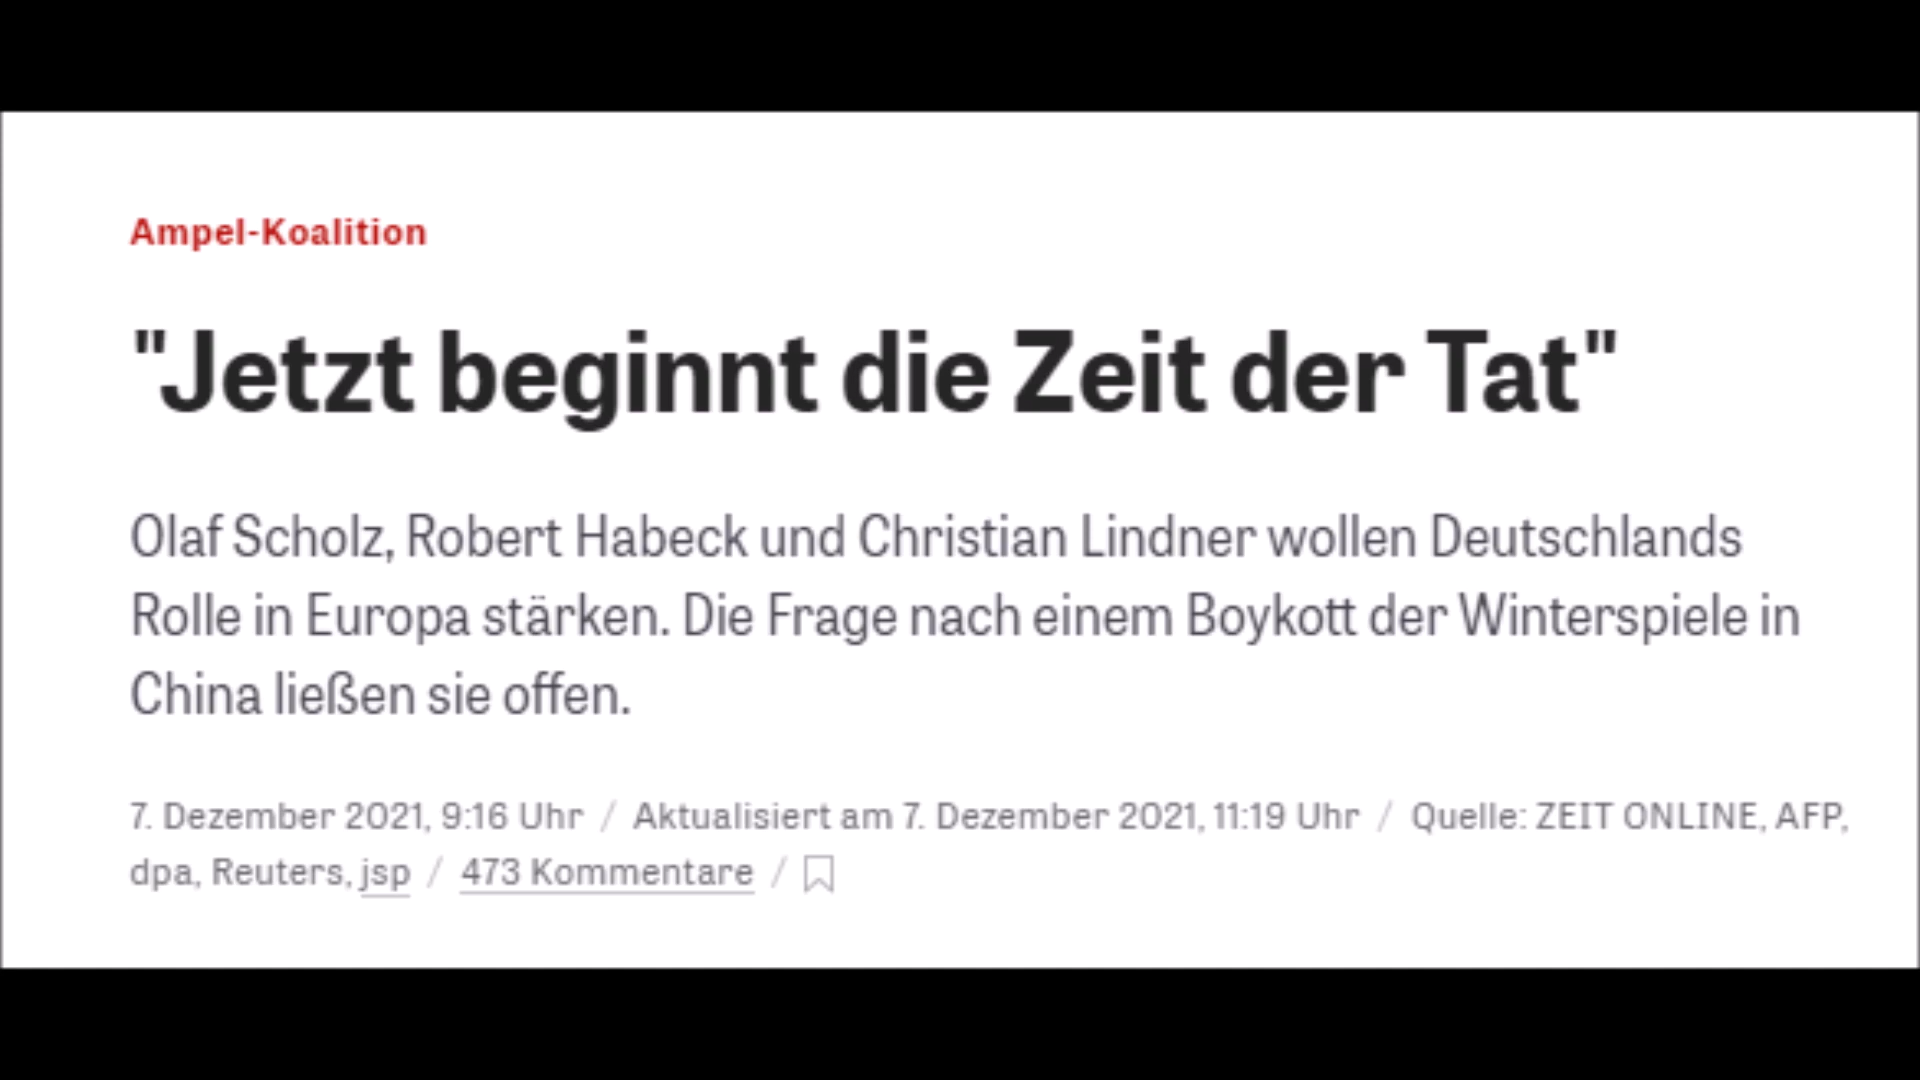 Ampel-Koalition
"Jetzt beginnt die Zeit der Tat"
Olaf Scholz, Robert Habeck und Christian Lindner wollen Deutschlands
Rolle in Europa stärken. Die Frage nach einem Boykott der Winterspiele in
China ließen sie offen.
7. Dezember 2021, 9:16 Uhr / Aktualisiert am 7. Dezember 2021, 11:19 Uhr / Quelle: ZEIT ONLINE, AFP,
dpa, Reuters, jsp / 473 Kommentare /